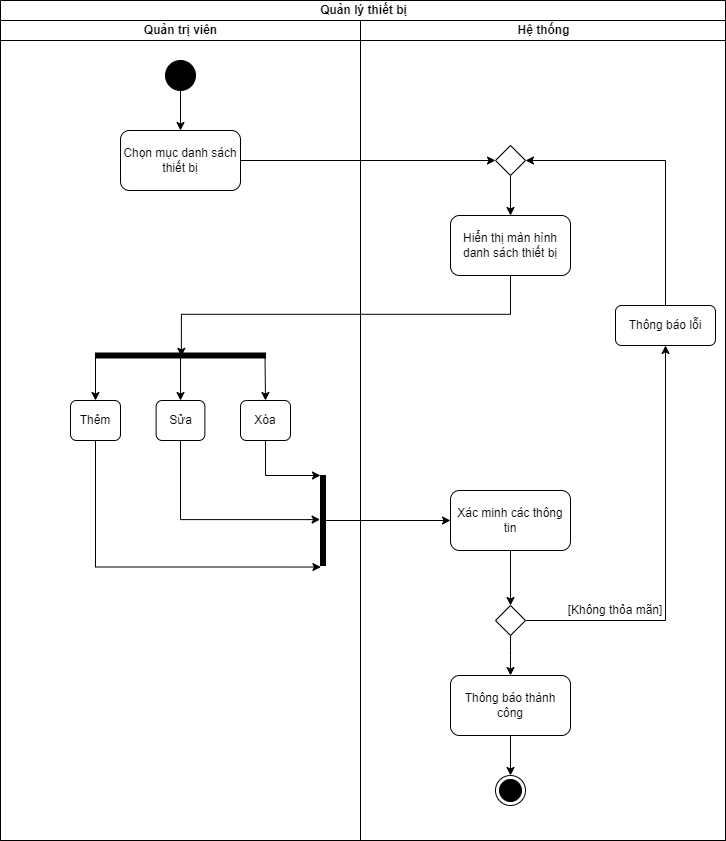 Quản lý thiết bị
Quản trị viên
Hệ thống
Chọn mục danh sách
thiết bị
Hiển thị màn hình
danh sách thiết bị
Thông báo lỗi
Thêm
Sửa
Xóa
Xác minh các thông
tin
[Không thỏa mãn]
Thông báo thành
công